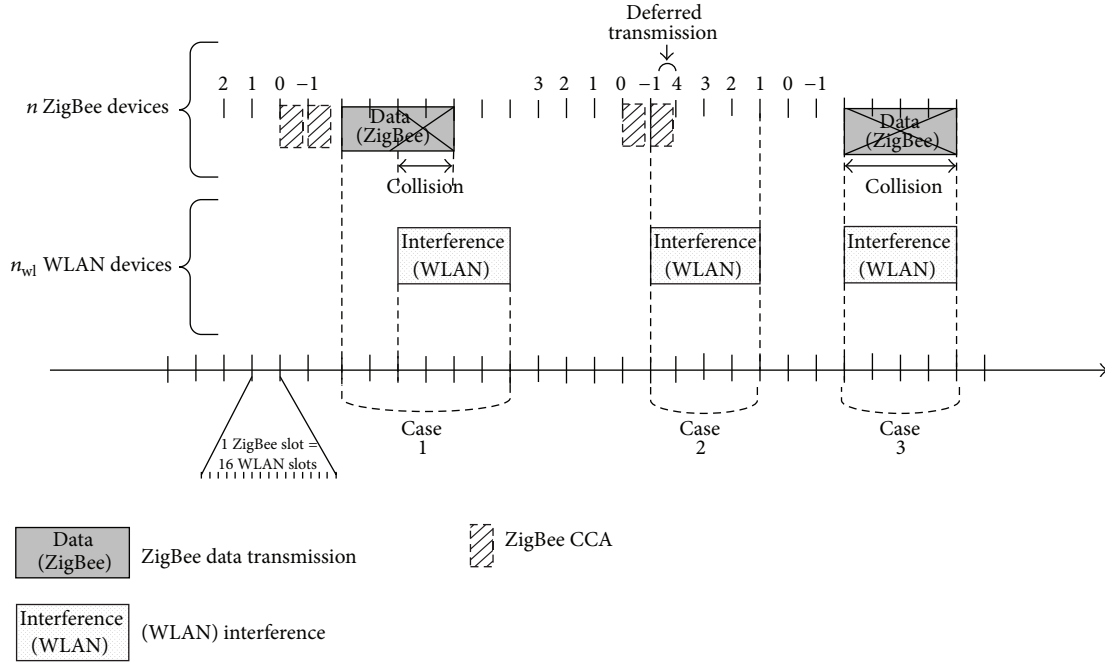 Deferred
transmission
2 1 0 −1 3 2 1 0 −1 4 3 2 1 0 −1
n ZigBee devices
Data
(ZigBee)
Data
(ZigBee)
Collision
Collision
n_wl WLAN devices
Interference
(WLAN)
Interference
(WLAN)
Interference
(WLAN)
Case
1
Case
2
Case
3
1 ZigBee slot =
16 WLAN slots
Data
(ZigBee)
ZigBee data transmission
ZigBee CCA
Interference
(WLAN)
(WLAN) interference